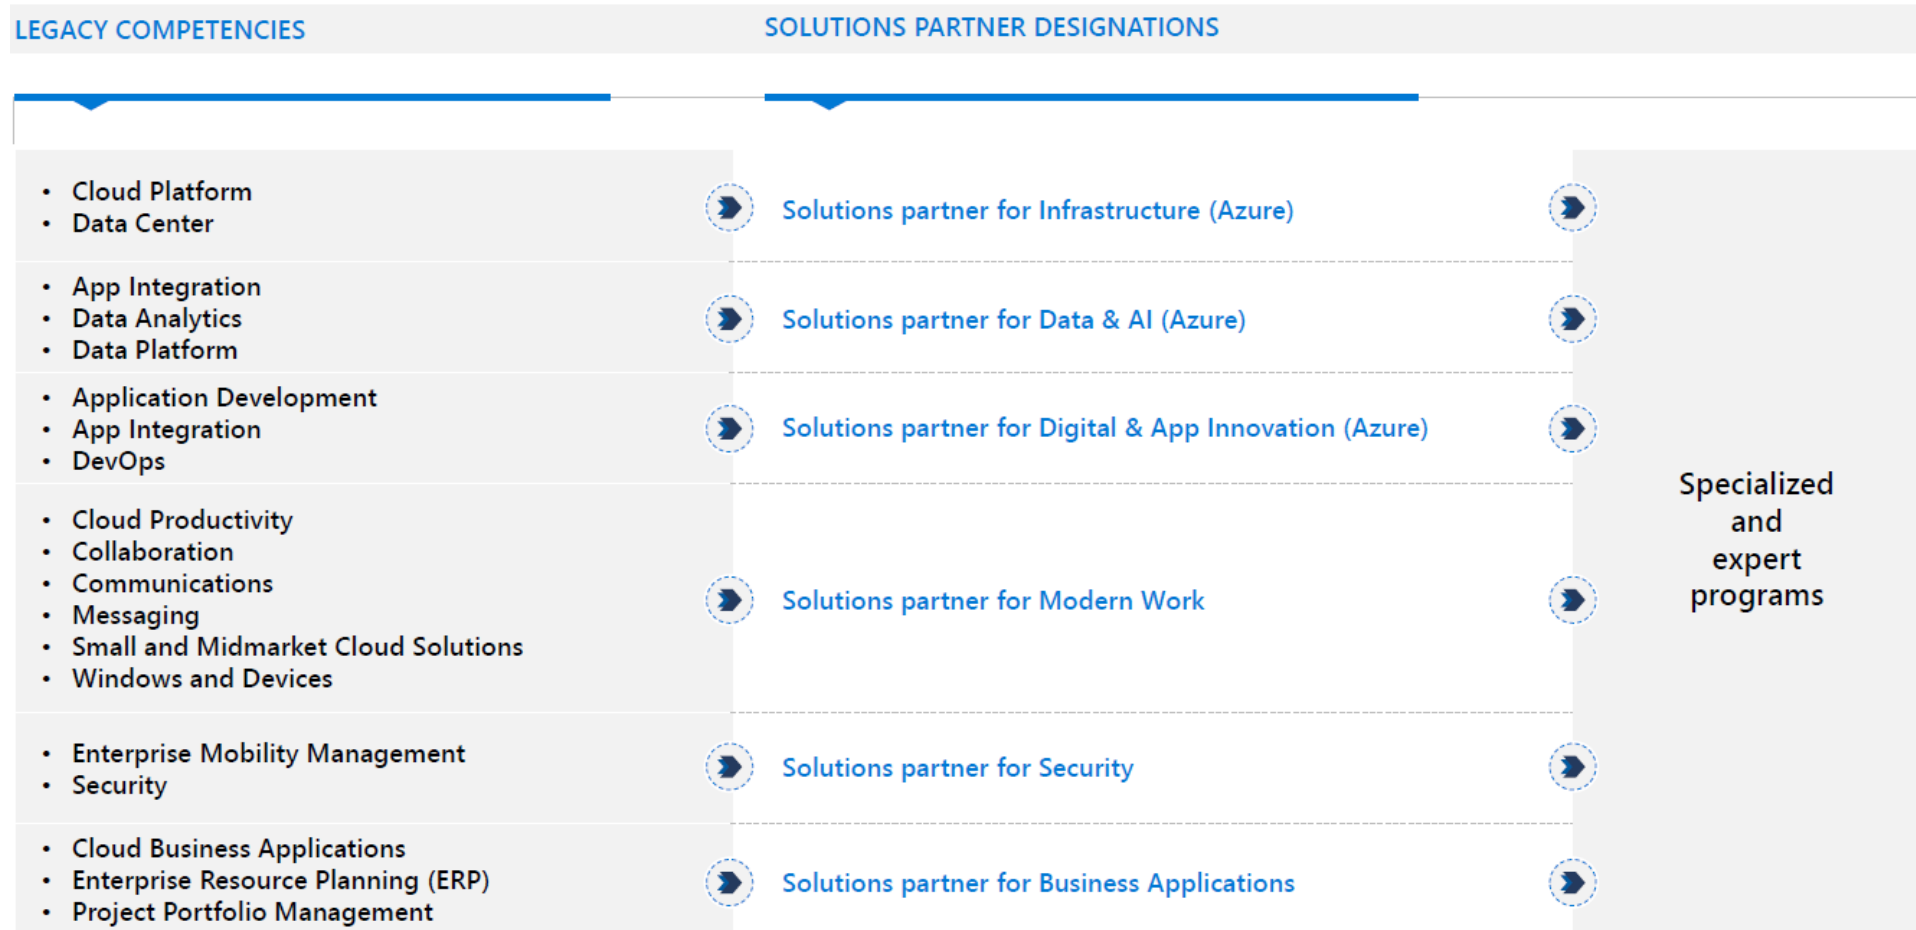 LEGACY COMPETENCIES
SOLUTIONS PARTNER DESIGNATIONS
• Cloud Platform
• Data Center
Solutions partner for Infrastructure (Azure)
• App Integration
• Data Analytics
• Data Platform
Solutions partner for Data & AI (Azure)
• Application Development
• App Integration
• DevOps
Solutions partner for Digital & App Innovation (Azure)
• Cloud Productivity
• Collaboration
• Communications
• Messaging
• Small and Midmarket Cloud Solutions
• Windows and Devices
Solutions partner for Modern Work
• Enterprise Mobility Management
• Security
Solutions partner for Security
• Cloud Business Applications
• Enterprise Resource Planning (ERP)
• Project Portfolio Management
Solutions partner for Business Applications
Specialized
and
expert
programs